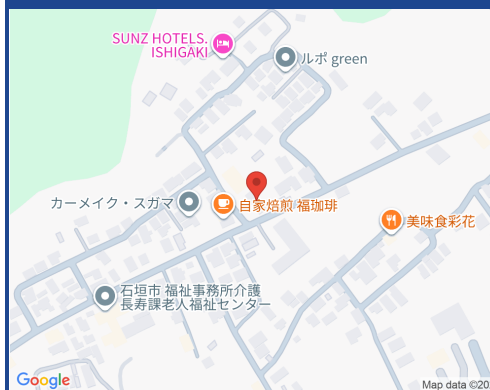 SUNZ HOTELS.
ISHIGAKI
ルポ green
カーメイク・スガマ
自家焙煎 福珈琲
美味食彩花
石垣市 福祉事務所介護
長寿課老人福祉センター
Google
Map data ©20